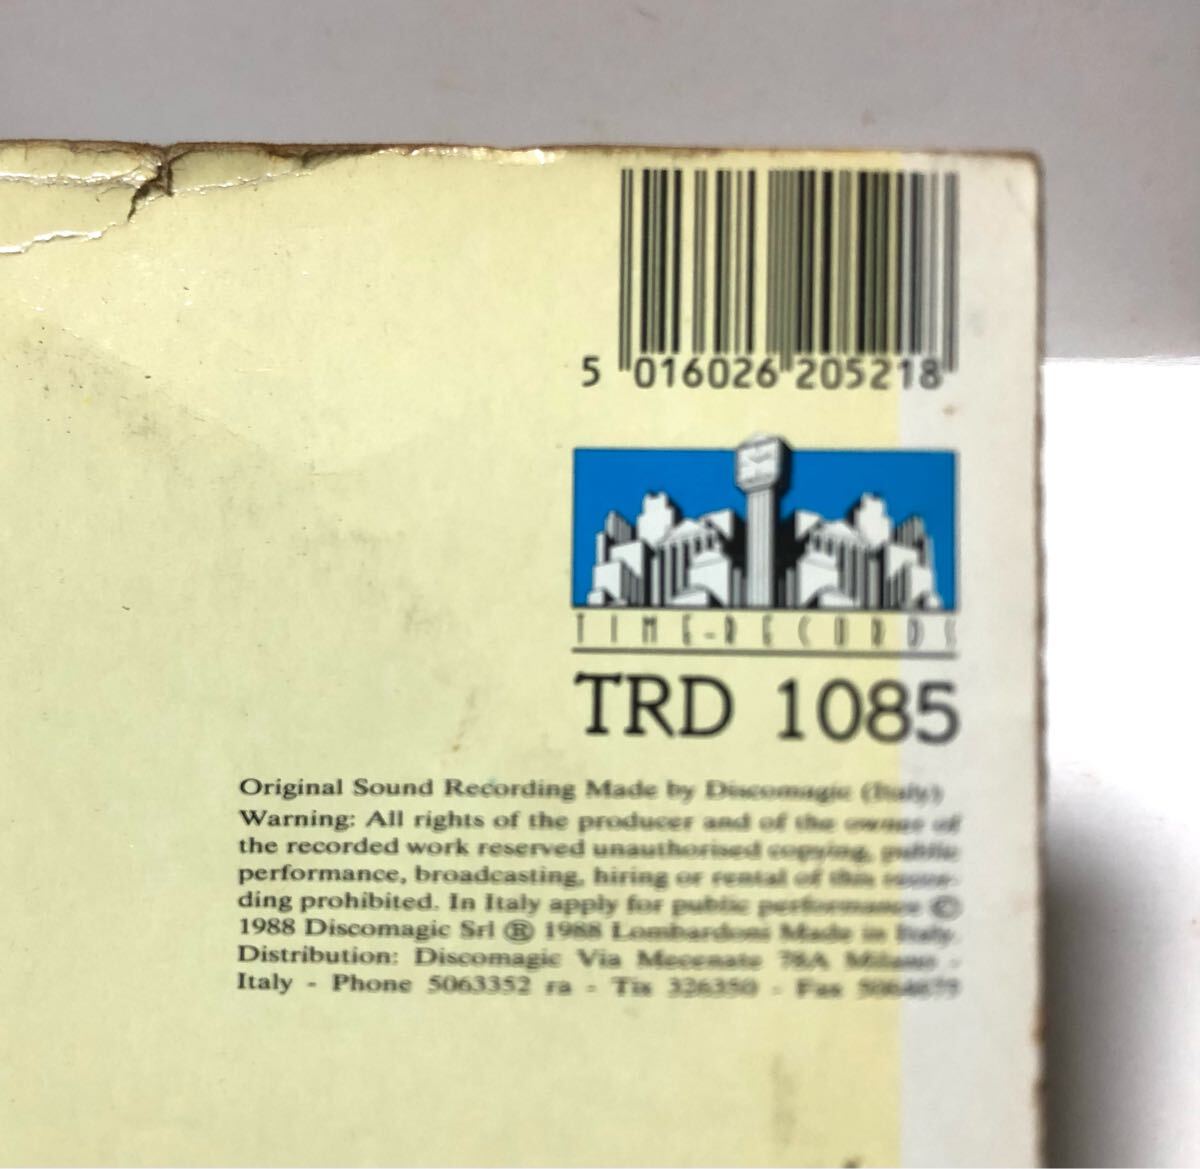 5 016026 205218
TIME-RECORDS
TRD 1085
Original Sound Recording Made by Discomagic (Italy)
Warning: All rights of the producer and of the owner of
the recorded work reserved unauthorised copying, public
performance, broadcasting, hiring or rental of this recor-
ding prohibited. In Italy apply for public performance ©
1988 Discomagic Srl ® 1988 Lombardoni Made in Italy.
Distribution: Discomagic Via Mecenate 78A Milano -
Italy - Phone 5063352 ra - Tlx 326350 - Fax